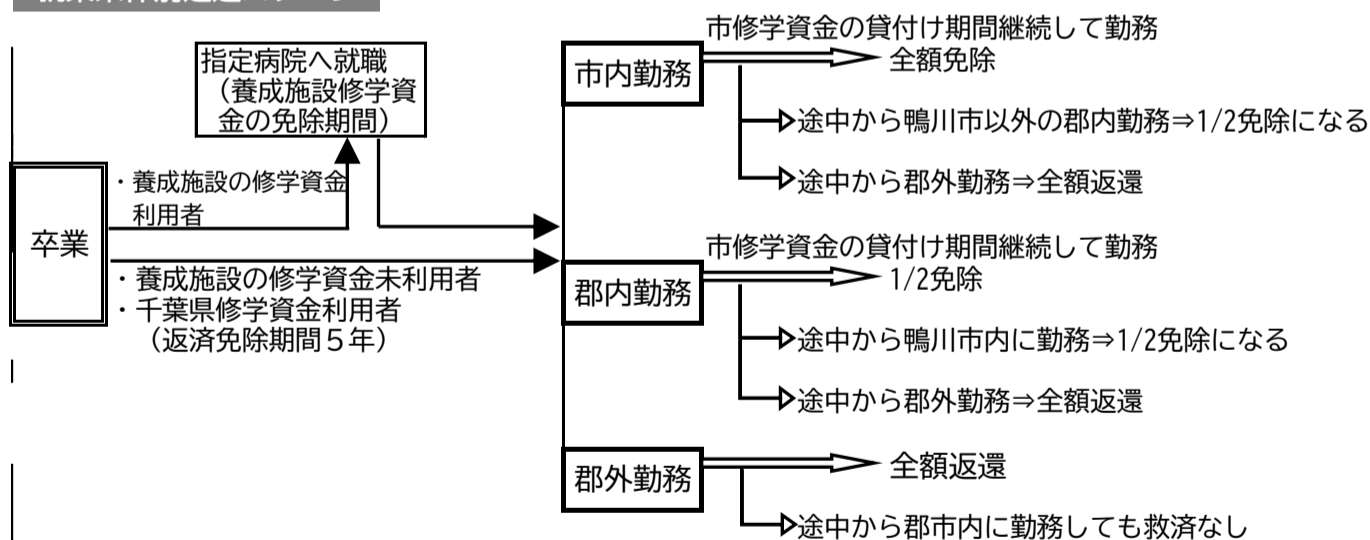 指定病院へ就職
（養成施設修学資
金の免除期間）
・養成施設の修学資金
利用者
卒業
・養成施設の修学資金未利用者
・千葉県修学資金利用者
（返済免除期間５年）
市修学資金の貸付け期間継続して勤務
市内勤務
全額免除
途中から鴨川市以外の郡内勤務⇒1/2免除になる
途中から郡外勤務⇒全額返還
市修学資金の貸付け期間継続して勤務
郡内勤務
1/2免除
途中から鴨川市内に勤務⇒1/2免除になる
途中から郡外勤務⇒全額返還
郡外勤務
全額返還
途中から郡市内に勤務しても救済なし